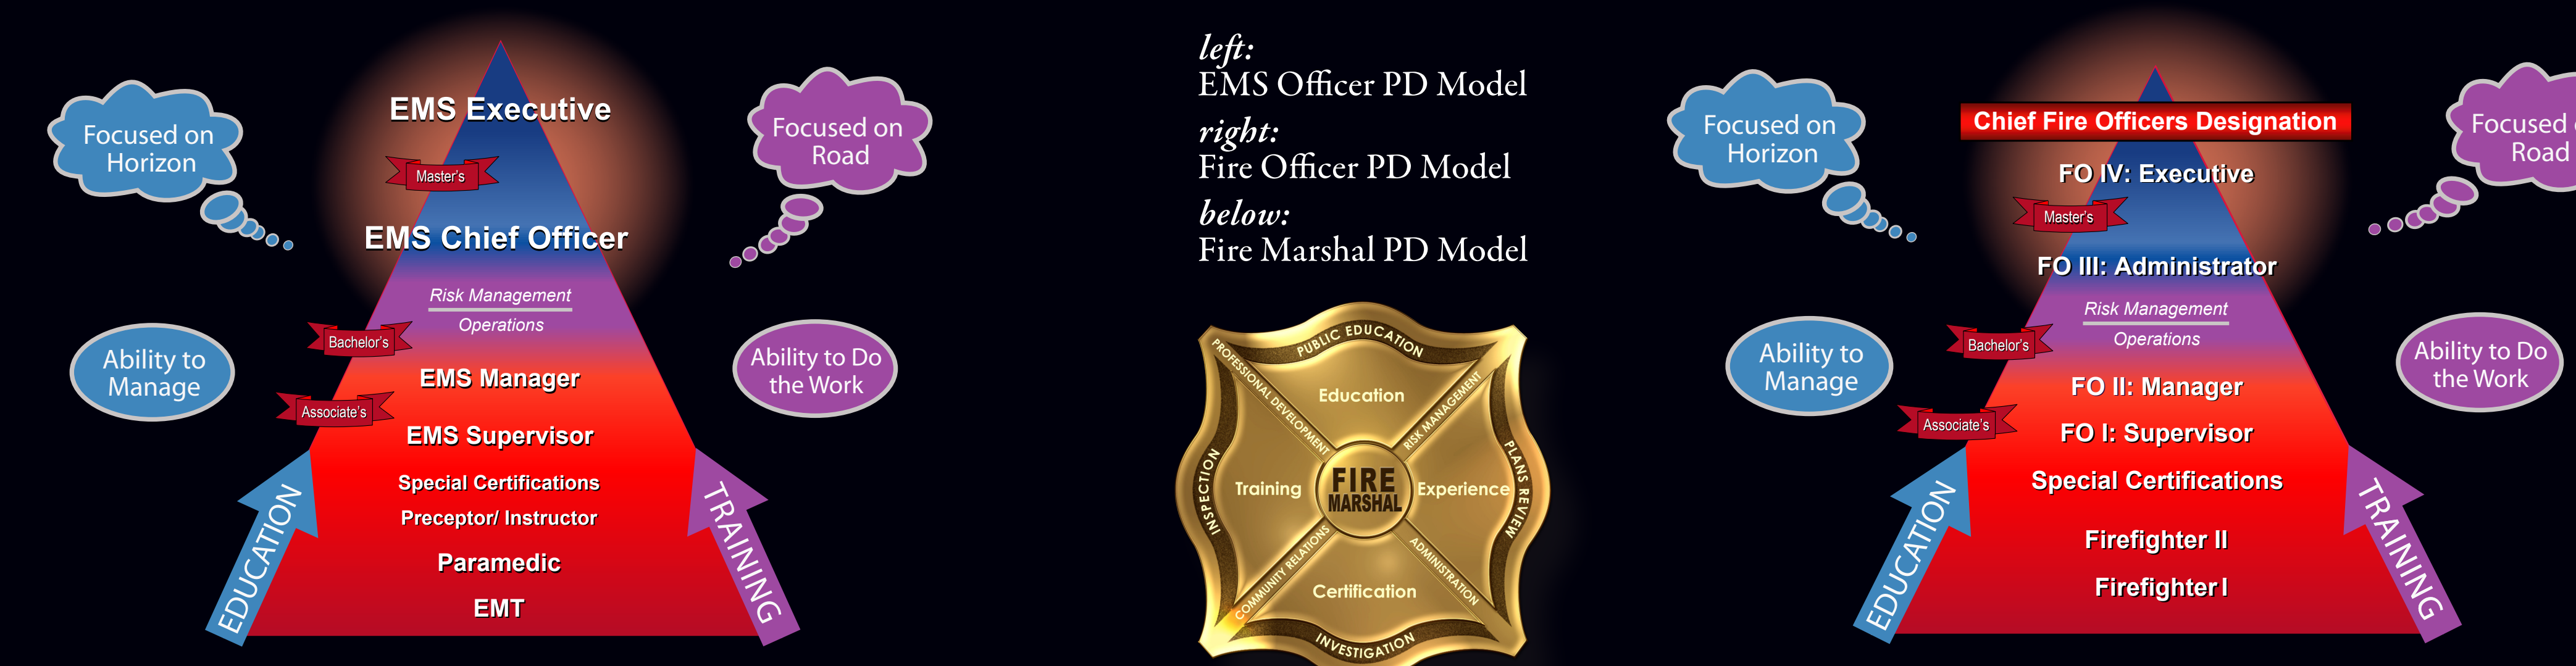 Focused on
Horizon
EMS Executive
Master's
EMS Chief Officer
Focused on
Road
Risk Management
Operations
Bachelor's
Ability to
Manage
EMS Manager
Ability to Do
the Work
Associate's
EMS Supervisor
Special Certifications
Preceptor/ Instructor
Paramedic
EMT
EDUCATION
TRAINING
left:
EMS Officer PD Model
right:
Fire Officer PD Model
below:
Fire Marshal PD Model
PUBLIC EDUCATION
PROFESSIONAL DEVELOPMENT
RISK MANAGEMENT
Education
INSPECTION
Training
FIRE
MARSHAL
Experience
PLANS REVIEW
COMMUNITY RELATIONS
ADMINISTRATION
Certification
INVESTIGATION
Focused on
Horizon
Chief Fire Officers Designation
FO IV: Executive
Master's
FO III: Administrator
Focused
Road
Risk Management
Operations
Bachelor's
Ability to
Manage
FO II: Manager
Ability to Do
the Work
Associate's
FO I: Supervisor
Special Certifications
Firefighter II
Firefighter I
EDUCATION
TRAINING